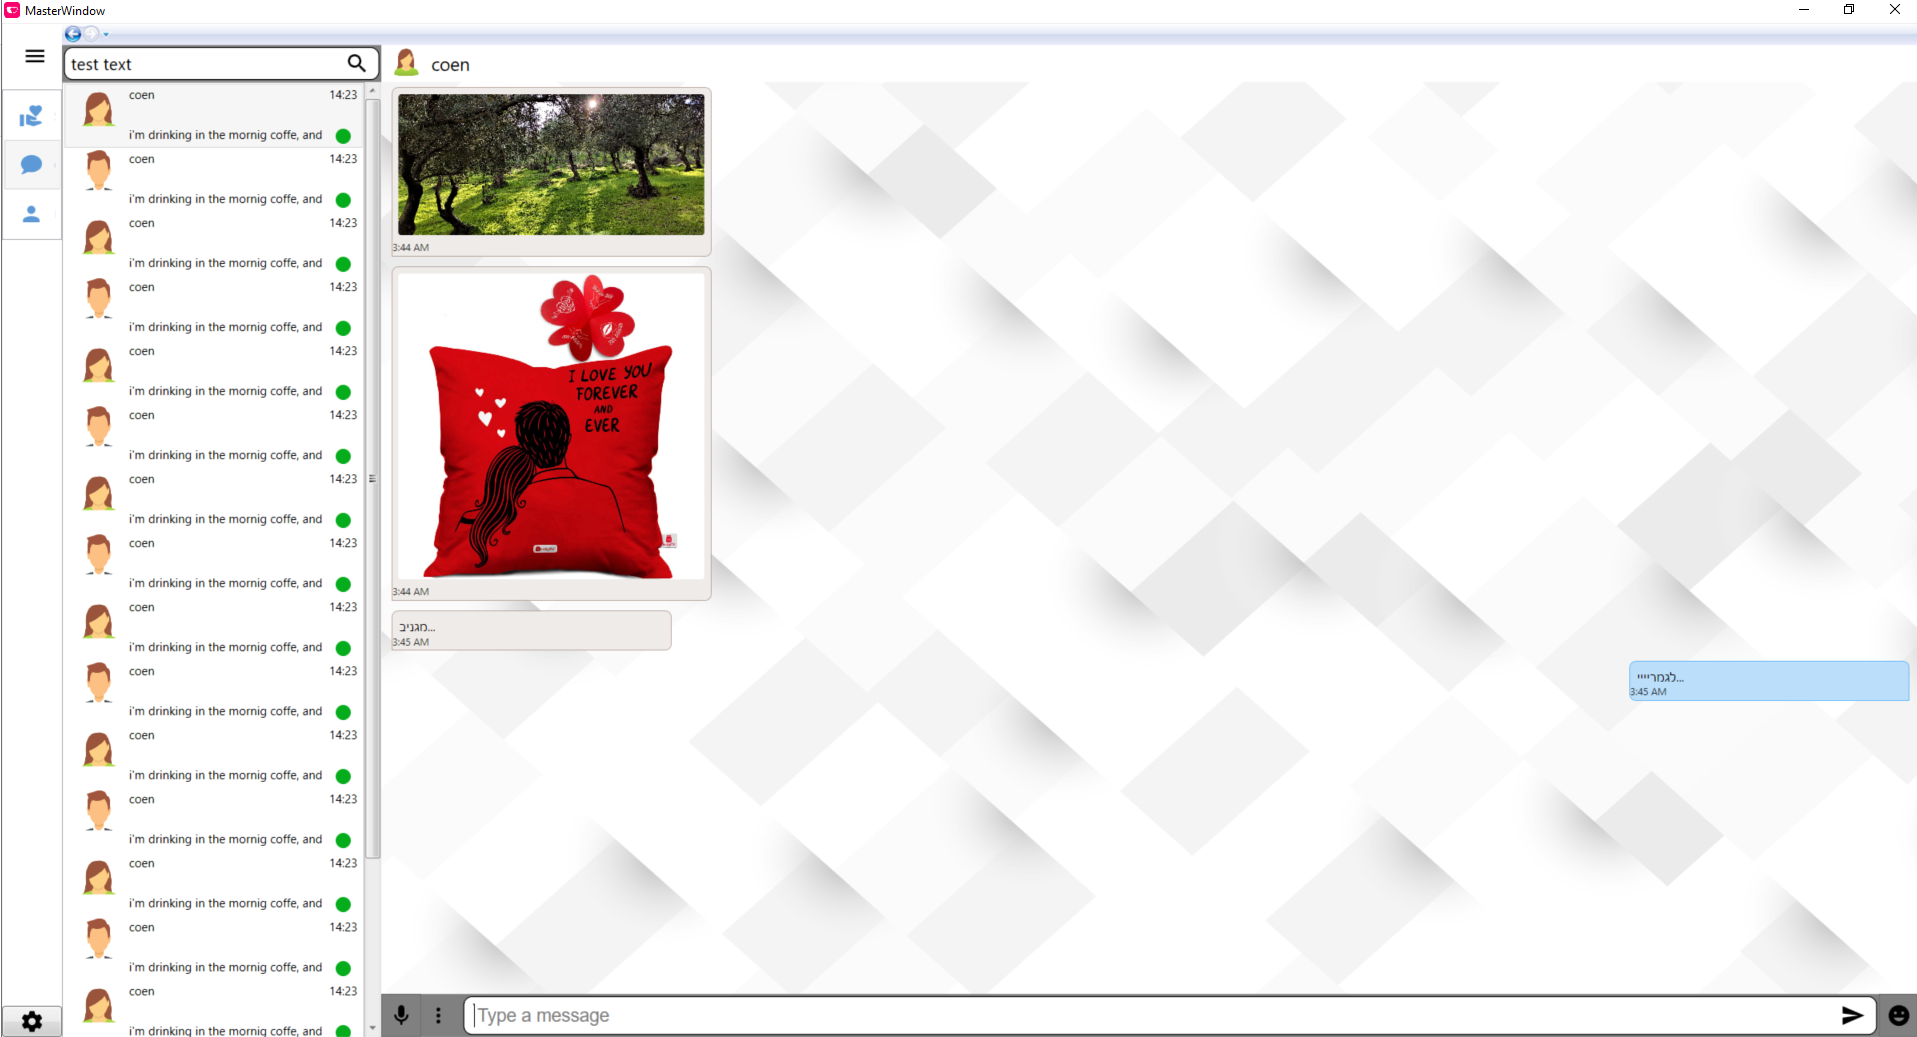 MasterWindow
test text
coen
coen 14:23
i'm drinking in the mornig coffe, and
coen 14:23
i'm drinking in the mornig coffe, and
coen 14:23
i'm drinking in the mornig coffe, and
coen 14:23
i'm drinking in the mornig coffe, and
coen 14:23
i'm drinking in the mornig coffe, and
coen 14:23
i'm drinking in the mornig coffe, and
coen 14:23
i'm drinking in the mornig coffe, and
coen 14:23
i'm drinking in the mornig coffe, and
coen 14:23
i'm drinking in the mornig coffe, and
coen 14:23
i'm drinking in the mornig coffe, and
coen 14:23
i'm drinking in the mornig coffe, and
coen 14:23
i'm drinking in the mornig coffe, and
coen 14:23
i'm drinking in the mornig coffe, and
coen 14:23
i'm drinking in the mornig coffe, and
coen 14:23
i'm drinking in the mornig coffe, and
3:44 AM
I LOVE YOU
FOREVER
AND
EVER
3:44 AM
מגניב...
3:45 AM
לגמרייי...
3:45 AM
Type a message